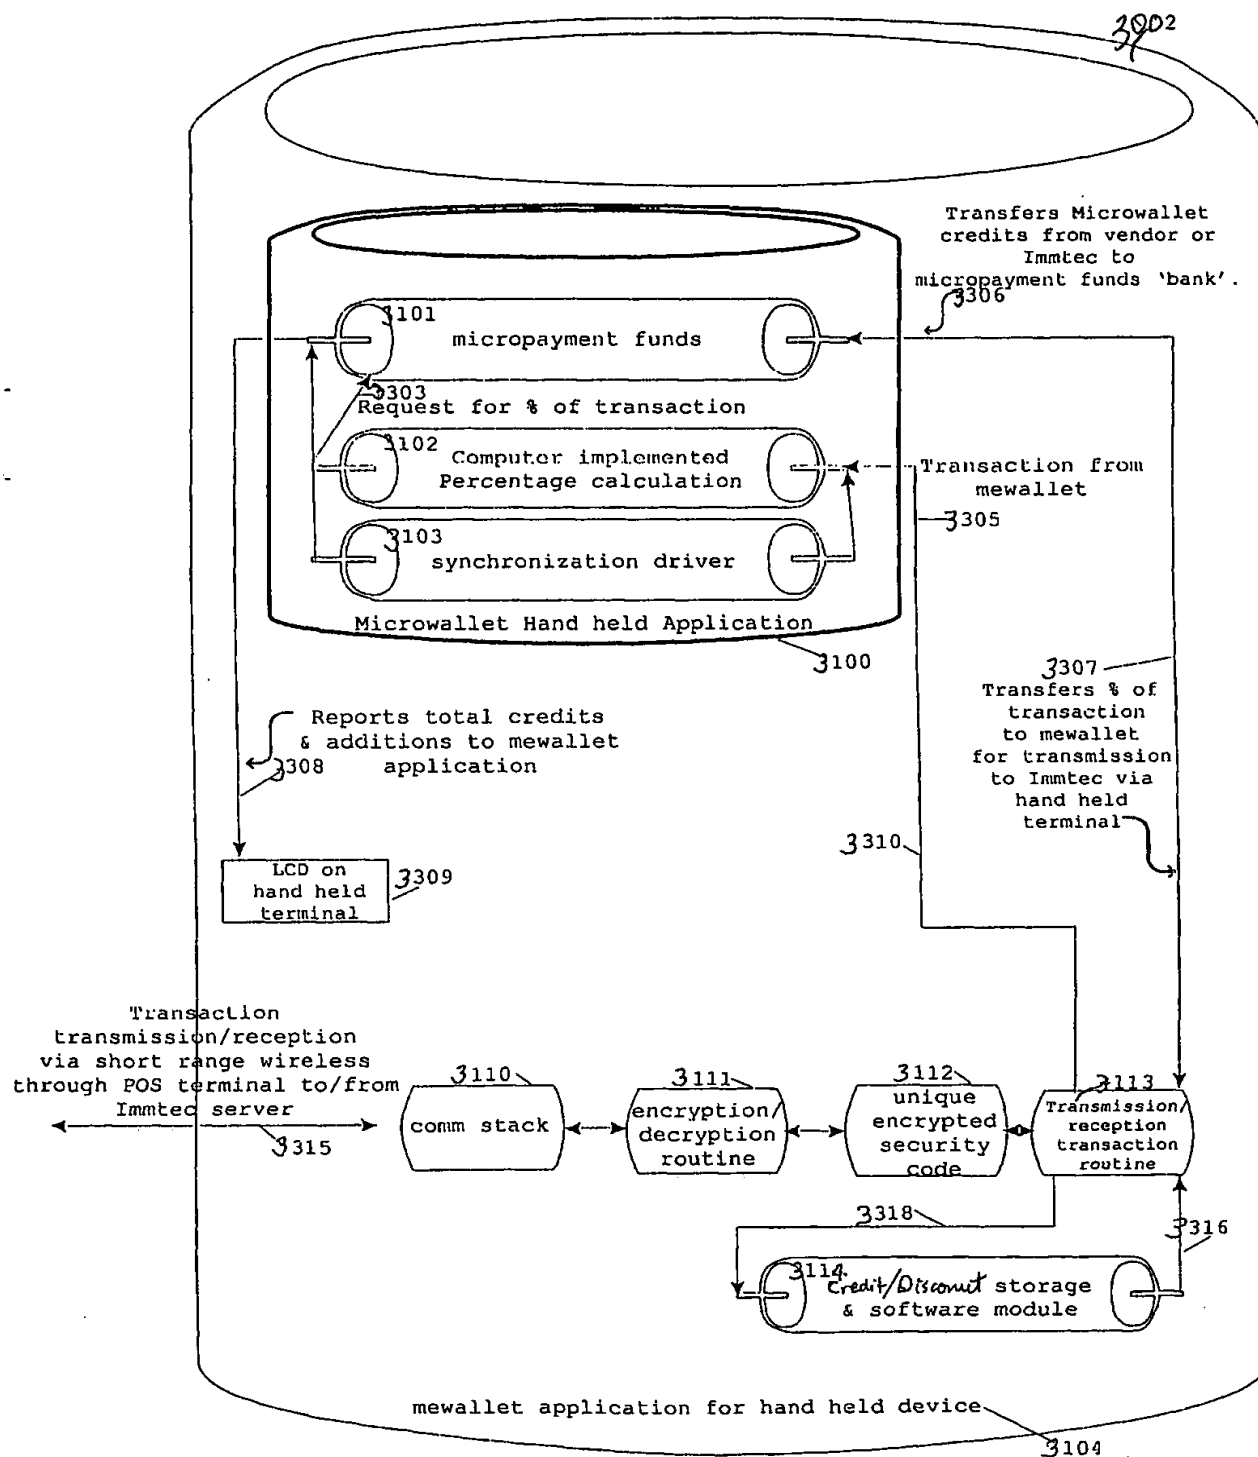 3902
Transfers Microwallet
credits from vendor or
Immtec to
micropayment funds 'bank'.
3306
3101
micropayment funds
3303
Request for % of transaction
3102
Computer implemented
Percentage calculation
Transaction from
mewallet
3305
3103
synchronization driver
Microwallet Hand held Application
3100
3307
Transfers % of
transaction
to mewallet
for transmission
to Immtec via
hand held
terminal
Reports total credits
& additions to mewallet
application
3308
3310
LCD on
hand held
terminal
3309
Transaction
transmission/reception
via short range wireless
through POS terminal to/from
Immtec server
3315
3110
comm stack
3111
encryption/
decryption
routine
3112
unique
encrypted
security
code
3113
Transmission/
reception
transaction
routine
3318
3316
3114.
Credit/Disconut storage
& software module
mewallet application for hand held device
3104